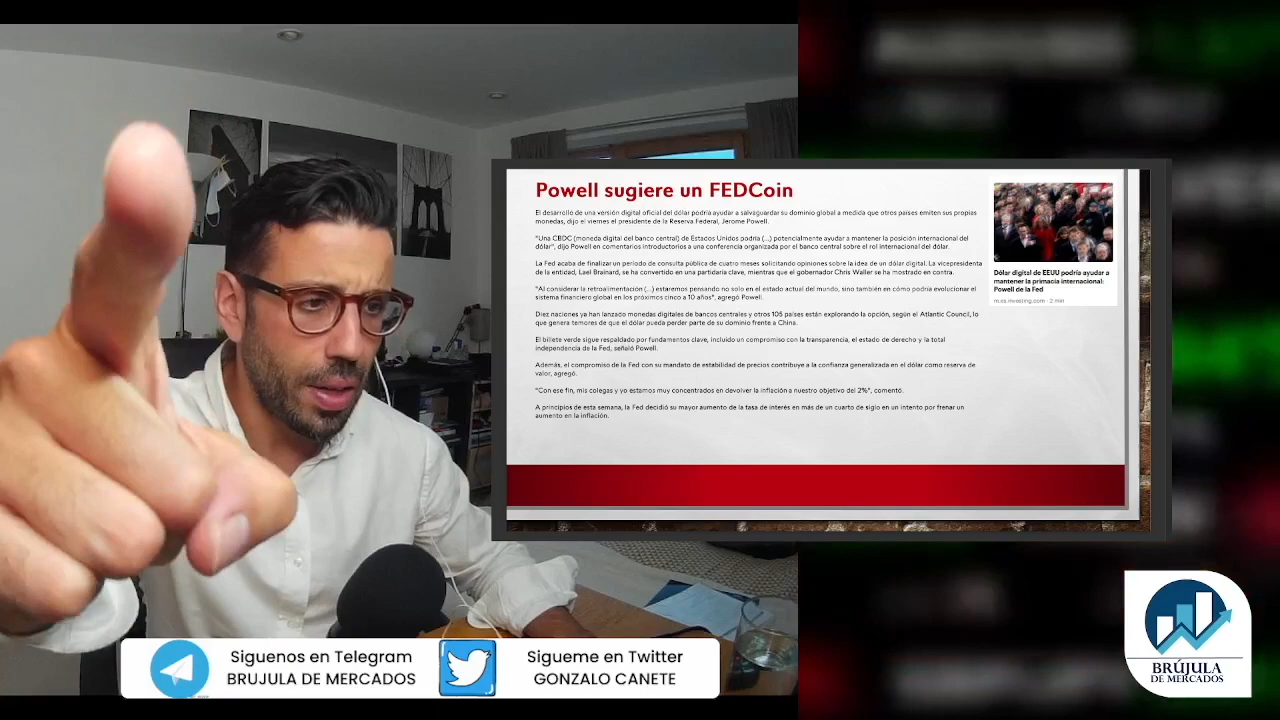 Powell sugiere un FEDCoin
El desarrollo de una versión digital oficial del dólar podría ayudar a salvaguardar su dominio global a medida que otros países emiten sus propias
monedas, dijo el viernes el presidente de la Reserva Federal, Jerome Powell.
"Una CBDC (moneda digital del banco central) de Estados Unidos podría (...) potencialmente ayudar a mantener la posición internacional del
dólar", dijo Powell en comentarios introductorios a una conferencia organizada por el banco central sobre el rol internacional del dólar.
La Fed acaba de finalizar un período de consulta pública de cuatro meses solicitando opiniones sobre la idea de un dólar digital. La vicepresidenta
de la entidad, Lael Brainard, se ha convertido en una partidaria clave, mientras que el gobernador Chris Waller se ha mostrado en contra.
"Al considerar la retroalimentación (...) estaremos pensando no solo en el estado actual del mundo, sino también en cómo podría evolucionar el
sistema financiero global en los próximos cinco a 10 años", agregó Powell.
Diez naciones ya han lanzado monedas digitales de bancos centrales y otros 105 países están explorando la opción, según el Atlantic Council, lo
que genera temores de que el dólar pueda perder parte de su dominio frente a China.
El billete verde sigue respaldado por fundamentos clave, incluido un compromiso con la transparencia, el estado de derecho y la total
independencia de la Fed, señaló Powell.
Además, el compromiso de la Fed con su mandato de estabilidad de precios contribuye a la confianza generalizada en el dólar como reserva de
valor, agregó.
"Con ese fin, mis colegas y yo estamos muy concentrados en devolver la inflación a nuestro objetivo del 2%", comentó.
A principios de esta semana, la Fed decidió su mayor aumento de la tasa de interés en más de un cuarto de siglo en un intento por frenar un
aumento en la inflación.
Dólar digital de EEUU podría ayudar a
mantener la primacía internacional:
Powell de la Fed
m.es.investing.com · 2 min
Siguenos en Telegram
BRUJULA DE MERCADOS
Sigueme en Twitter
GONZALO CANETE
BRÚJULA
DE MERCADOS